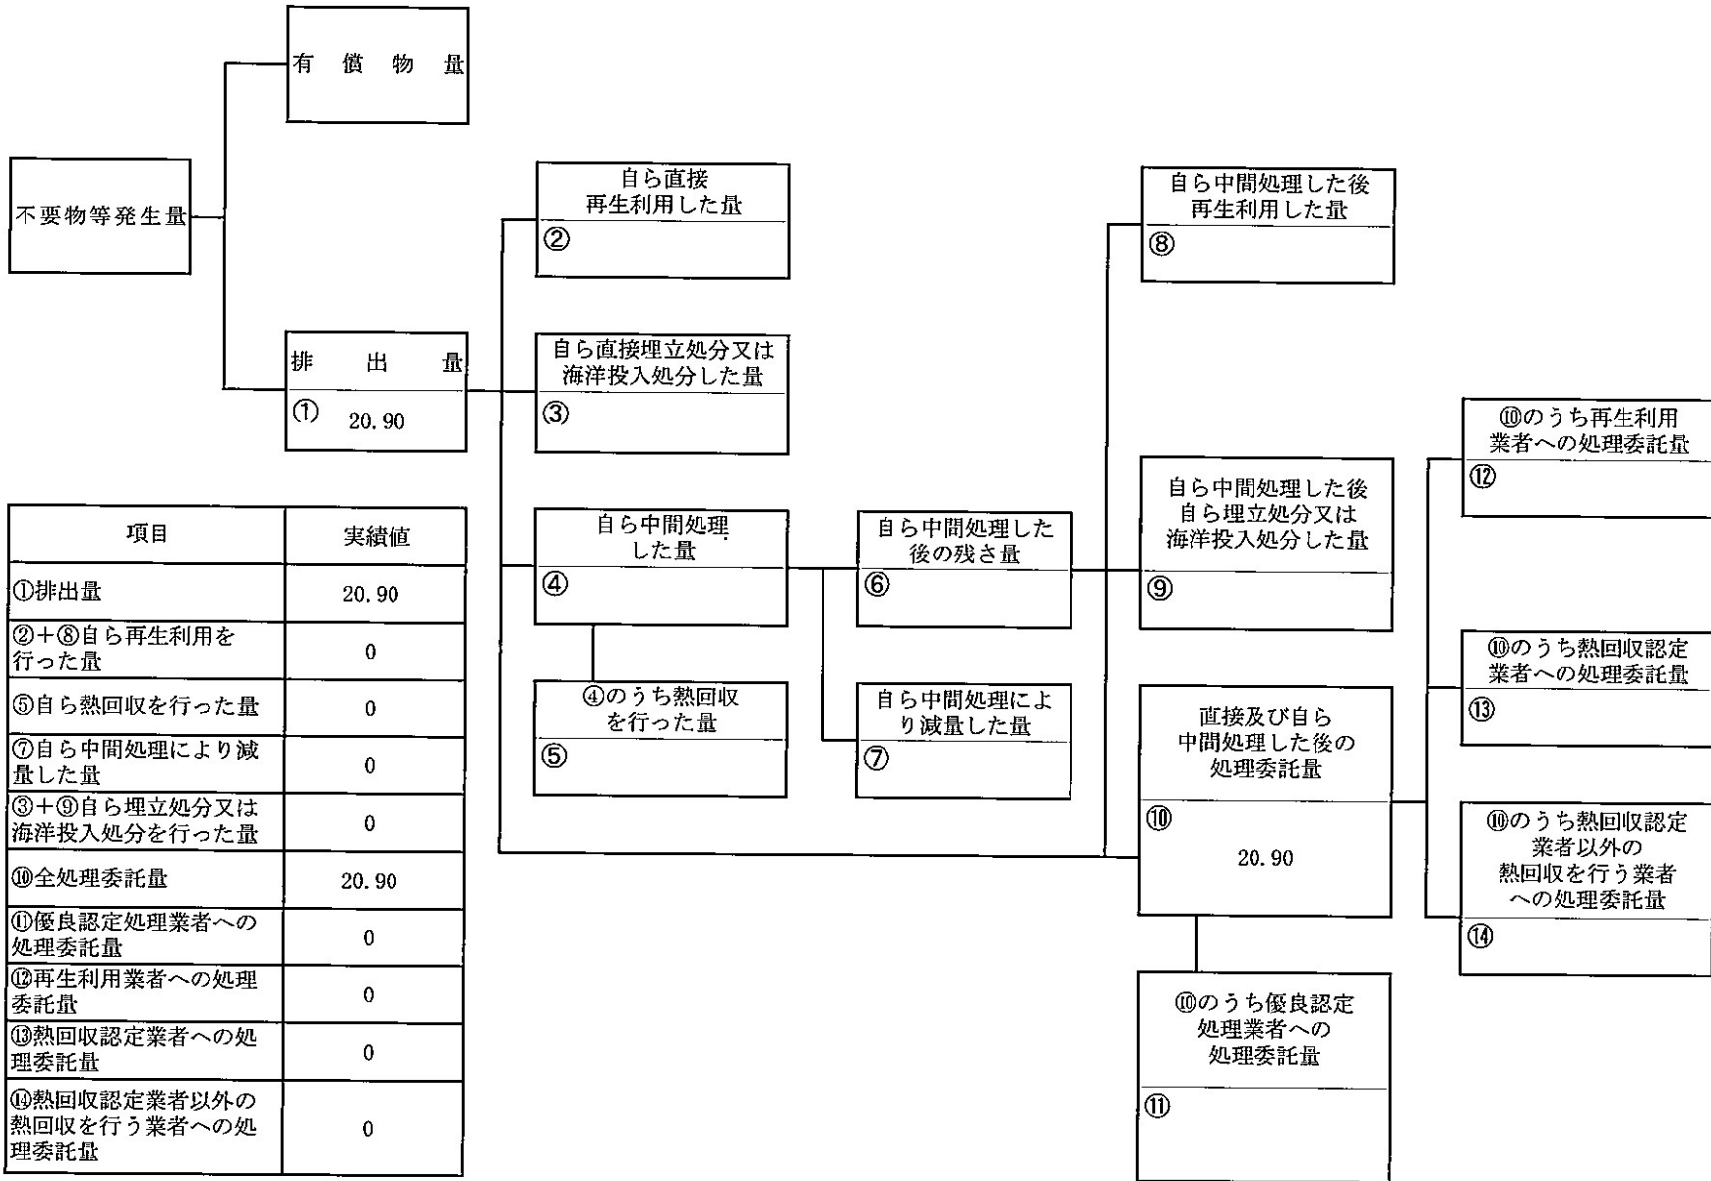 有償物量
不要物等発生量
排出量
① 20.90
自ら直接
再生利用した量
②
自ら直接埋立処分又は
海洋投入処分した量
③
自ら中間処理
した量
④
④のうち熱回収
を行った量
⑤
自ら中間処理した
後の残さ量
⑥
自ら中間処理によ
り減量した量
⑦
自ら中間処理した後
再生利用した量
⑧
自ら中間処理した後
自ら埋立処分又は
海洋投入処分した量
⑨
直接及び自ら
中間処理した後の
処理委託量
⑩
20.90
⑩のうち優良認定
処理業者への
処理委託量
⑪
⑩のうち再生利用
業者への処理委託量
⑫
⑩のうち熱回収認定
業者への処理委託量
⑬
⑩のうち熱回収認定
業者以外の
熱回収を行う業者
への処理委託量
⑭
項目 実績値
①排出量 20.90
②+⑧自ら再生利用を
行った量 0
⑤自ら熱回収を行った量 0
⑦自ら中間処理により減
量した量 0
③+⑨自ら埋立処分又は
海洋投入処分を行った量 0
⑩全処理委託量 20.90
⑪優良認定処理業者への
処理委託量 0
⑫再生利用業者への処理
委託量 0
⑬熱回収認定業者への処
理委託量 0
⑭熱回収認定業者以外の
熱回収を行う業者への処
理委託量 0